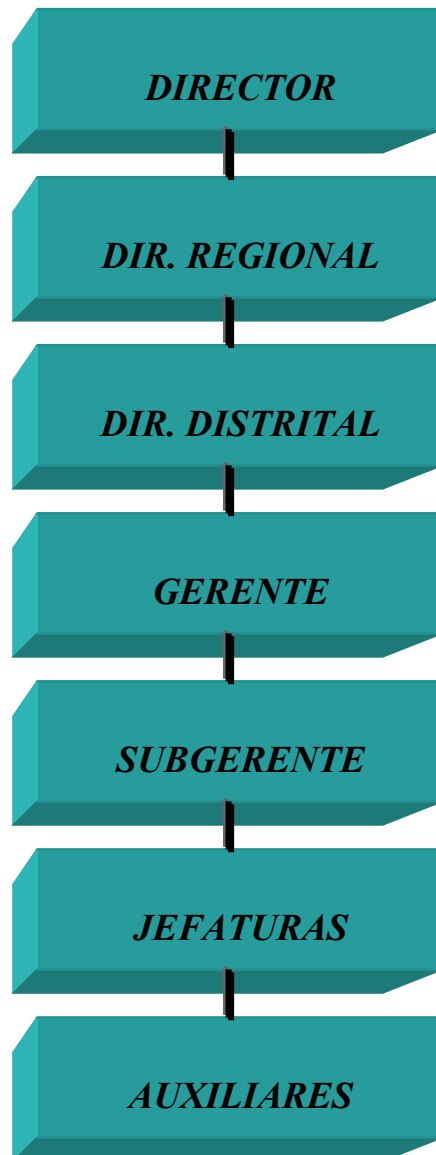 DIRECTOR
DIR. REGIONAL
DIR. DISTRITAL
GERENTE
SUBGERENTE
JEFATURAS
AUXILIARES